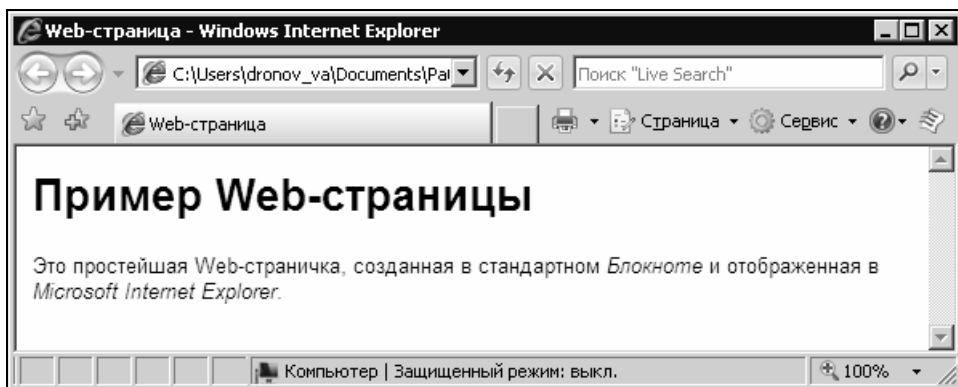 Web-страница - Windows Internet Explorer
C:\Users\dronov_va\Documents\Pai
Поиск "Live Search"
Web-страница
Страница
Сервис
Пример Web-страницы
Это простейшая Web-страничка, созданная в стандартном Блокноте и отображенная в
Microsoft Internet Explorer.
Компьютер | Защищенный режим: выкл.
100%